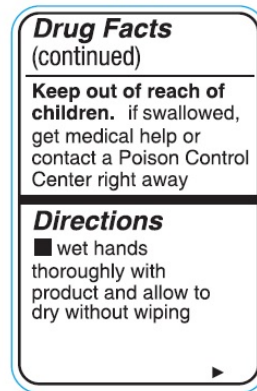 Drug Facts
(continued)
Keep out of reach of
children. if swallowed,
get medical help or
contact a Poison Control
Center right away
Directions
■ wet hands
thoroughly with
product and allow to
dry without wiping
▶